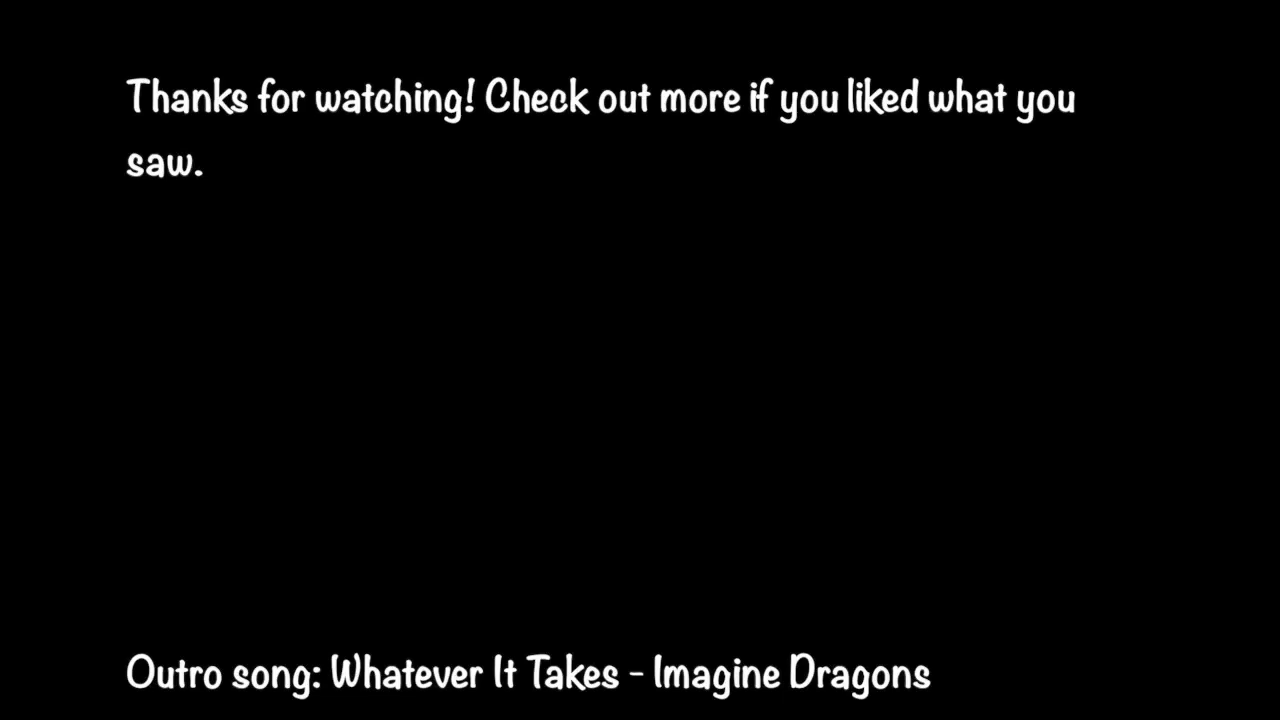 Thanks for watching! Check out more if you liked what you
saw.
Outro song: Whatever It Takes - Imagine Dragons